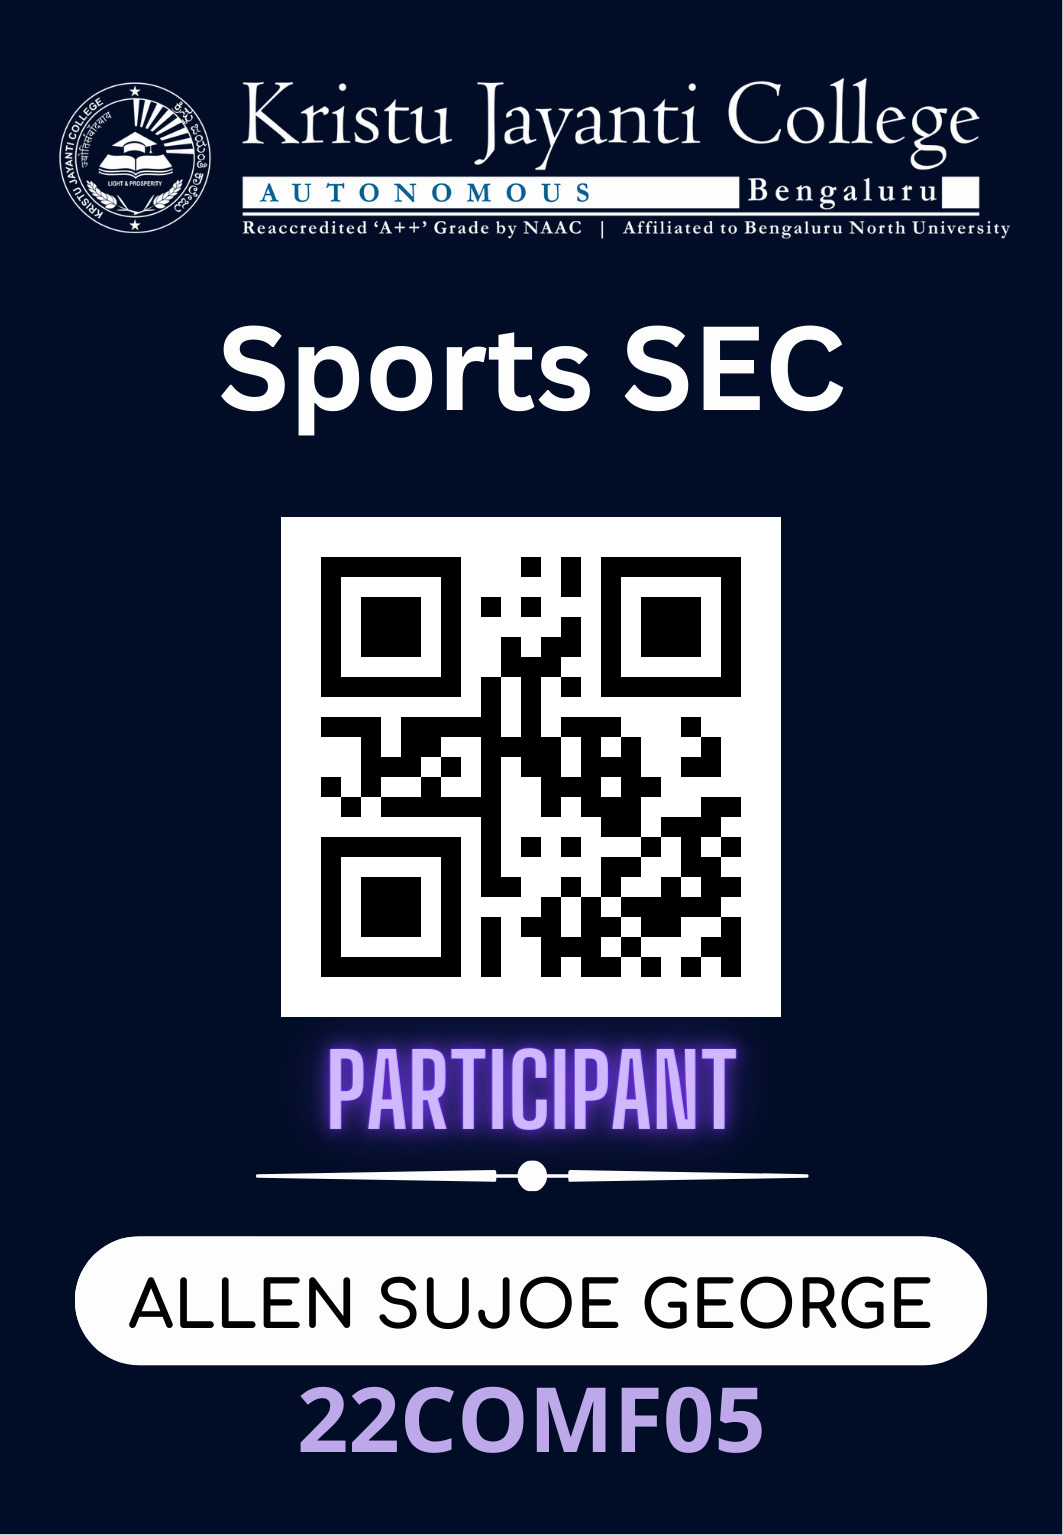 Kristu Jayanti College
AUTONOMOUS Bengaluru
Reaccredited ‘A++’ Grade by NAAC | Affiliated to Bengaluru North University
KRISTU JAYANTI COLLEGE
ಕ್ರಿಸ್ತು ಜಯಂತಿ ಕಾಲೇಜು
LIGHT & PROSPERITY
Sports SEC
PARTICIPANT
ALLEN SUJOE GEORGE
22COMF05